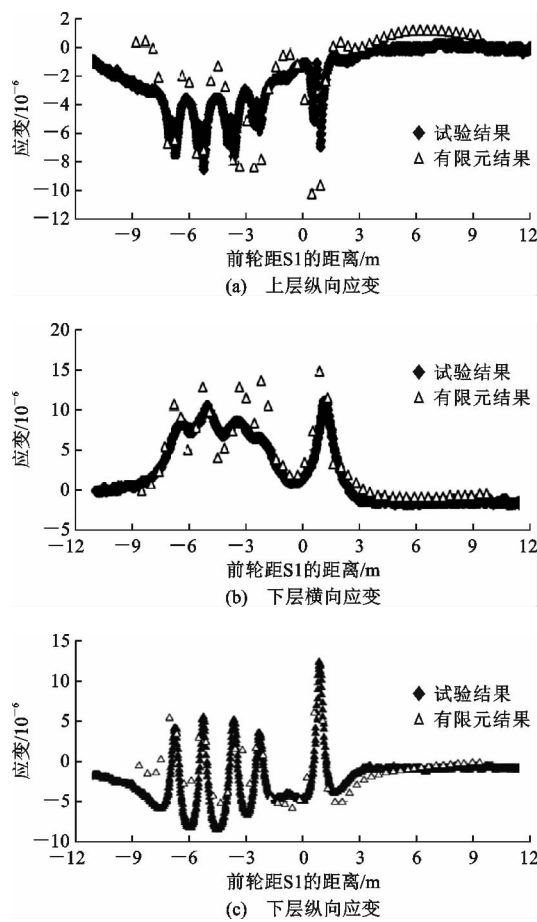 2
0
−2
−4
−6
−8
−10
−12
应变/10⁻⁶
◆ 试验结果
△ 有限元结果
−9 −6 −3 0 3 6 9 12
前轮距S1的距离/m
(a) 上层纵向应变
20
15
10
5
0
−5
应变/10⁻⁶
◆ 试验结果
△ 有限元结果
−12 −9 −6 −3 0 3 6 9 12
前轮距S1的距离/m
(b) 下层横向应变
15
10
5
0
−5
−10
应变/10⁻⁶
◆ 试验结果
△ 有限元结果
−12 −9 −6 −3 0 3 6 9 12
前轮距S1的距离/m
(c) 下层纵向应变